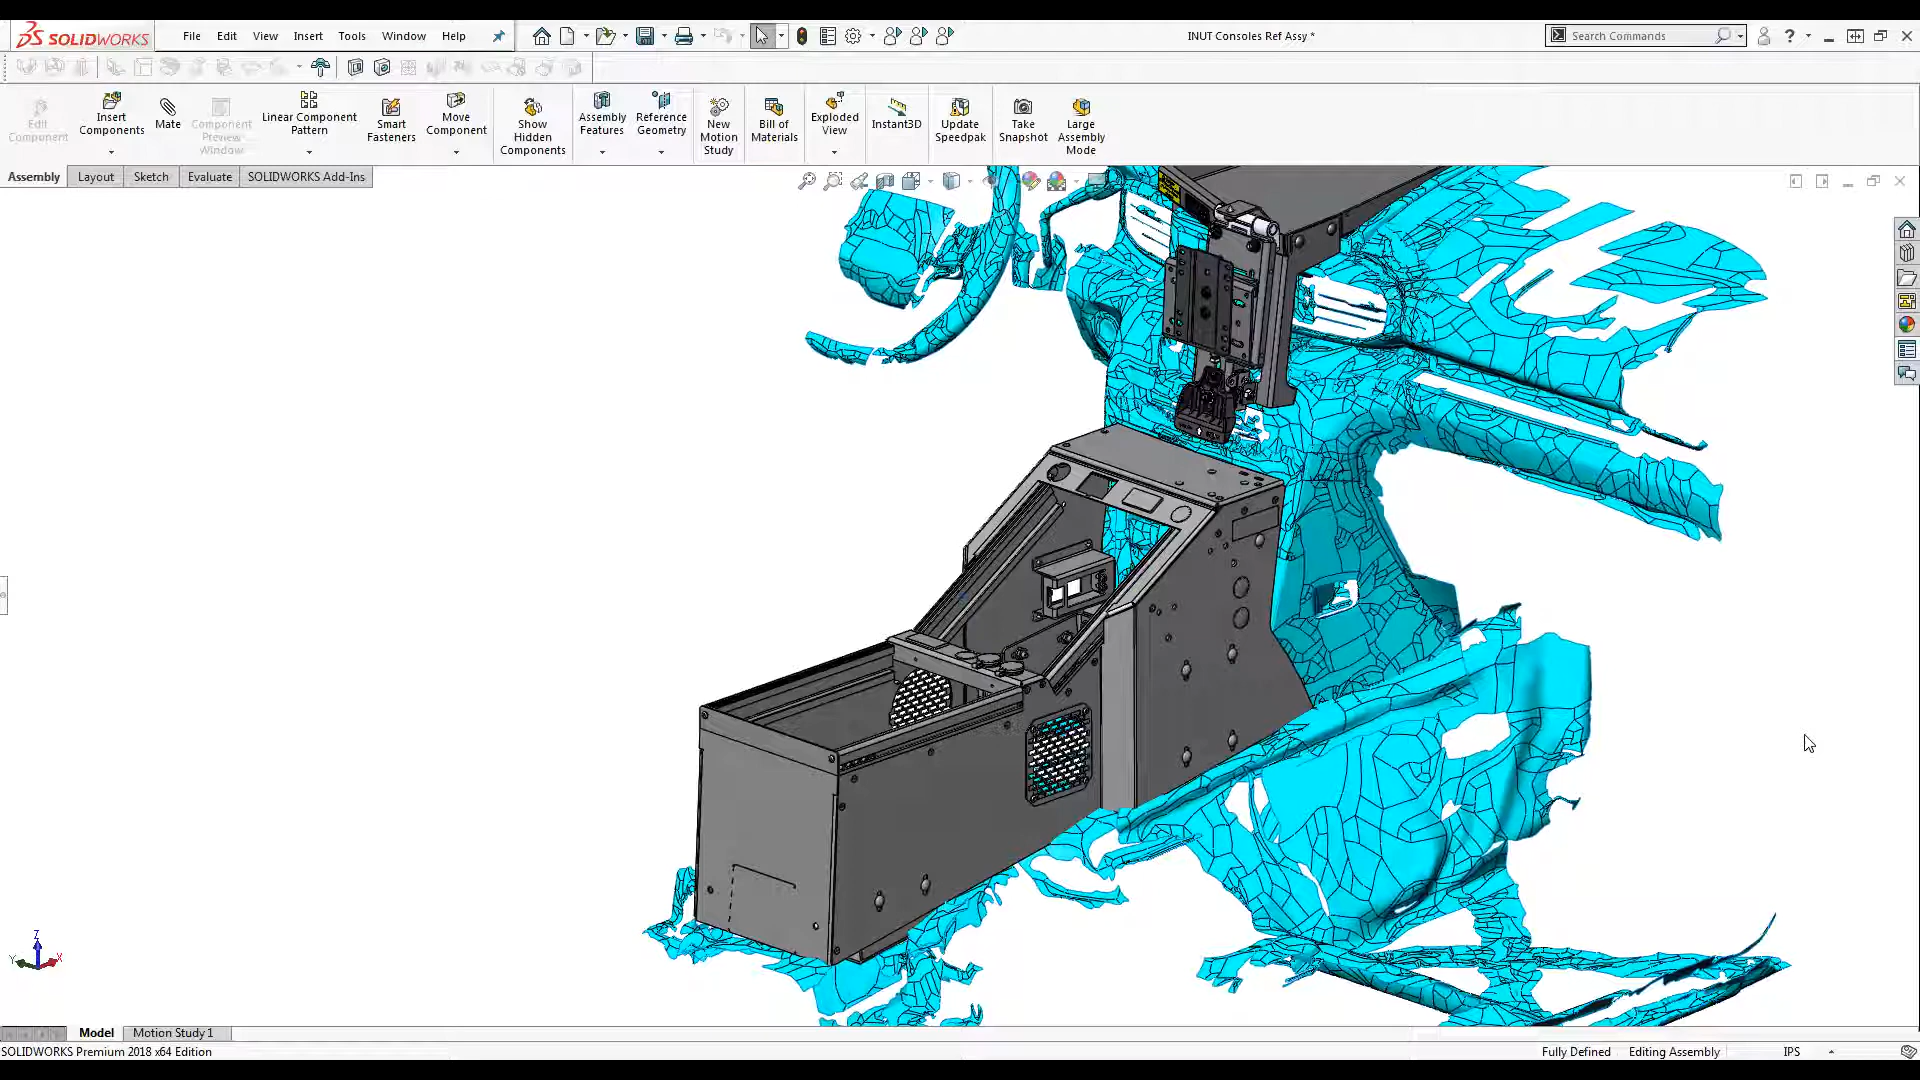 SOLIDWORKS File Edit View Insert Tools Window Help INUT Consoles Ref Assy * Search Commands ?
Edit Component
Insert Components
Mate
Component Preview Window
Linear Component Pattern
Smart Fasteners
Move Component
Show Hidden Components
Assembly Features
Reference Geometry
New Motion Study
Bill of Materials
Exploded View
Instant3D
Update Speedpak
Take Snapshot
Large Assembly Mode
Assembly Layout Sketch Evaluate SOLIDWORKS Add-Ins
Z
Y X
Model Motion Study 1
SOLIDWORKS Premium 2018 x64 Edition Fully Defined Editing Assembly IPS